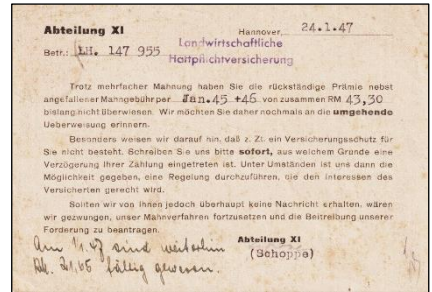 Abteilung XI
Hannover, 24.1.47
Betr.: LH. 147 955
Landwirtschaftliche
Haftpflichtversicherung
Trotz mehrfacher Mahnung haben Sie die rückständige Prämie nebst
angefallener Mahngebühr per Jan.45 +46 von zusammen RM 43,30
bislang nicht überwiesen. Wir möchten Sie daher nochmals an die umgehende
Ueberweisung erinnern.
Besonders weisen wir darauf hin, daß z. Zt. ein Versicherungsschutz für
Sie nicht besteht. Schreiben Sie uns bitte sofort, aus welchem Grunde eine
Verzögerung Ihrer Zahlung eingetreten ist. Unter Umständen ist uns dann die
Möglichkeit gegeben, eine Regelung durchzuführen, die den Interessen des
Versicherten gerecht wird.
Sollten wir von Ihnen jedoch überhaupt keine Nachricht erhalten, wären
wir gezwungen, unser Mahnverfahren fortzusetzen und die Beitreibung unserer
Forderung zu beantragen.
Am 1.1.47 sind weiterhin
RM. 21.65 fällig gewesen.
Abteilung XI
(Schoppe)